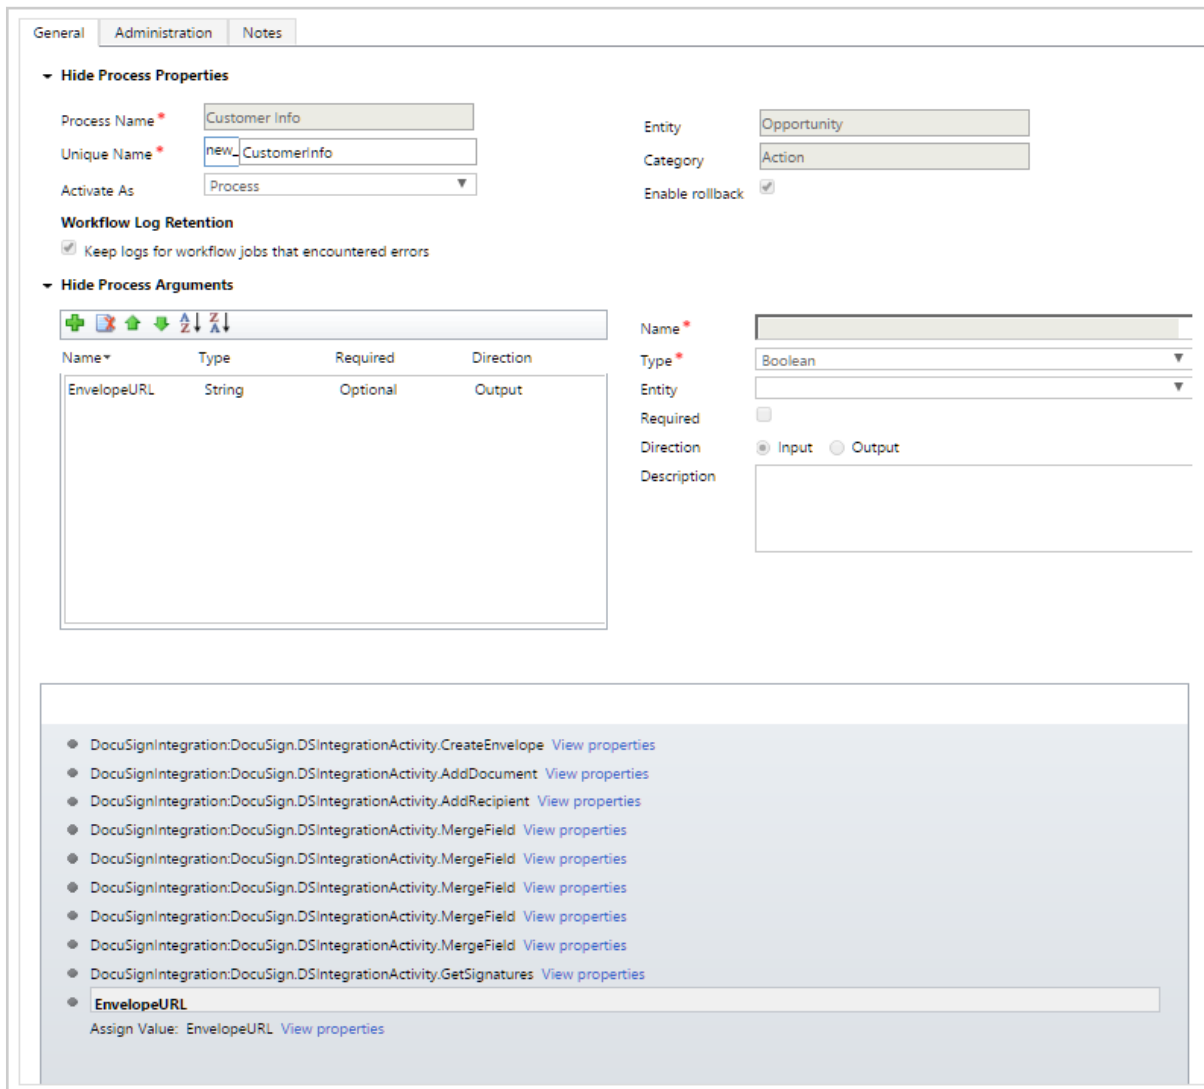 General Administration Notes
Hide Process Properties
Process Name * Customer Info
Unique Name * new_ CustomerInfo
Activate As Process
Entity Opportunity
Category Action
Enable rollback
Workflow Log Retention
Keep logs for workflow jobs that encountered errors
Hide Process Arguments
Name Type Required Direction
EnvelopeURL String Optional Output
Name *
Type * Boolean
Entity
Required
Direction Input Output
Description
DocuSignIntegration:DocuSign.DSIntegrationActivity.CreateEnvelope View properties
DocuSignIntegration:DocuSign.DSIntegrationActivity.AddDocument View properties
DocuSignIntegration:DocuSign.DSIntegrationActivity.AddRecipient View properties
DocuSignIntegration:DocuSign.DSIntegrationActivity.MergeField View properties
DocuSignIntegration:DocuSign.DSIntegrationActivity.MergeField View properties
DocuSignIntegration:DocuSign.DSIntegrationActivity.MergeField View properties
DocuSignIntegration:DocuSign.DSIntegrationActivity.MergeField View properties
DocuSignIntegration:DocuSign.DSIntegrationActivity.MergeField View properties
DocuSignIntegration:DocuSign.DSIntegrationActivity.GetSignatures View properties
EnvelopeURL
Assign Value: EnvelopeURL View properties